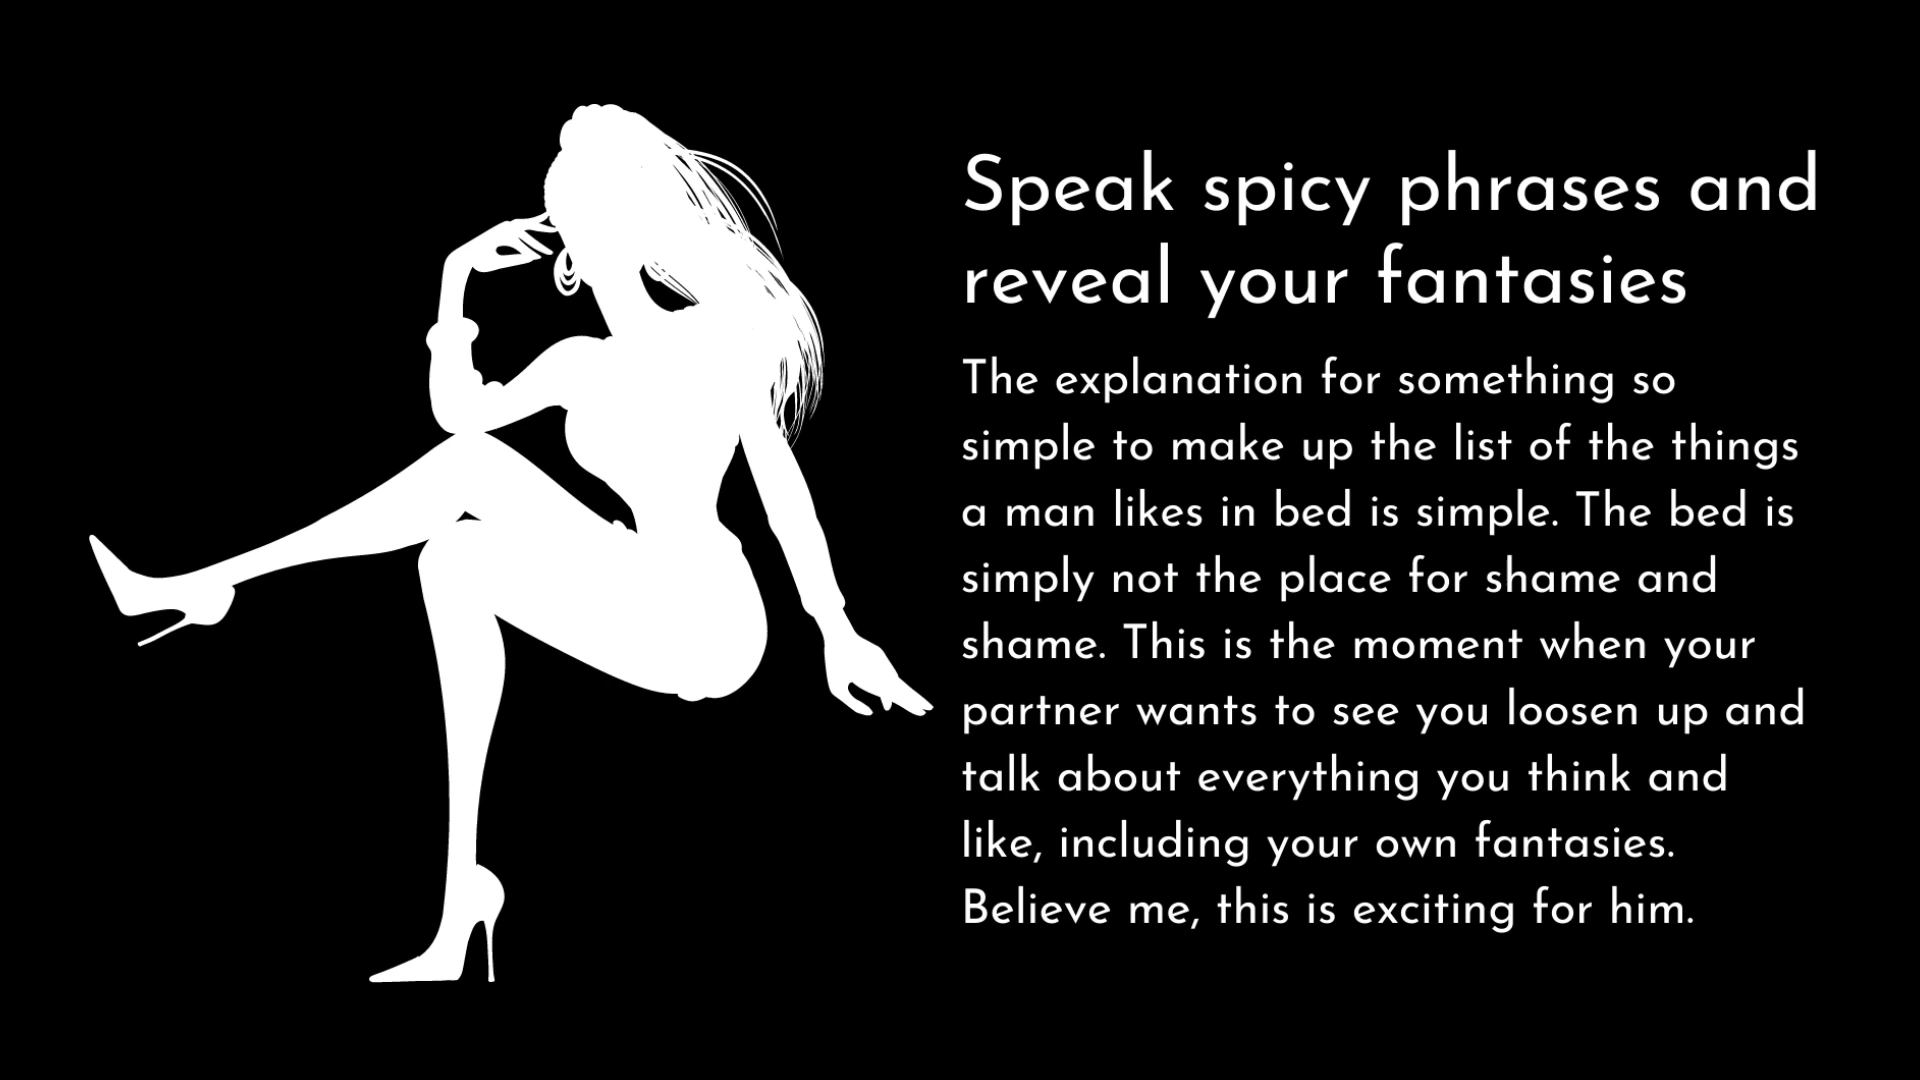 Speak spicy phrases and
reveal your fantasies
The explanation for something so
simple to make up the list of the things
a man likes in bed is simple. The bed is
simply not the place for shame and
shame. This is the moment when your
partner wants to see you loosen up and
talk about everything you think and
like, including your own fantasies.
Believe me, this is exciting for him.